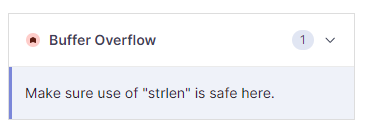 Buffer Overflow 1
Make sure use of "strlen" is safe here.